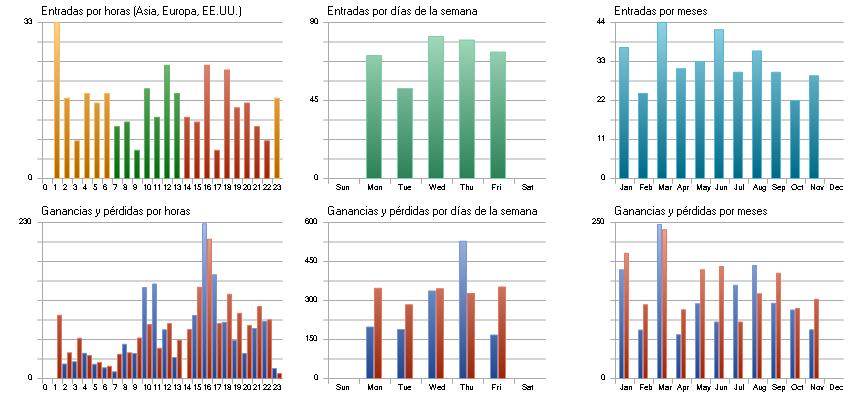 Entradas por horas (Asia, Europa, EE.UU.)
33
0
0 1 2 3 4 5 6 7 8 9 10 11 12 13 14 15 16 17 18 19 20 21 22 23
Entradas por días de la semana
90
45
0
Sun Mon Tue Wed Thu Fri Sat
Entradas por meses
44
33
22
11
0
Jan Feb Mar Apr May Jun Jul Aug Sep Oct Nov Dec
Ganancias y pérdidas por horas
230
0
0 1 2 3 4 5 6 7 8 9 10 11 12 13 14 15 16 17 18 19 20 21 22 23
Ganancias y pérdidas por días de la semana
600
450
300
150
0
Sun Mon Tue Wed Thu Fri Sat
Ganancias y pérdidas por meses
250
0
Jan Feb Mar Apr May Jun Jul Aug Sep Oct Nov Dec